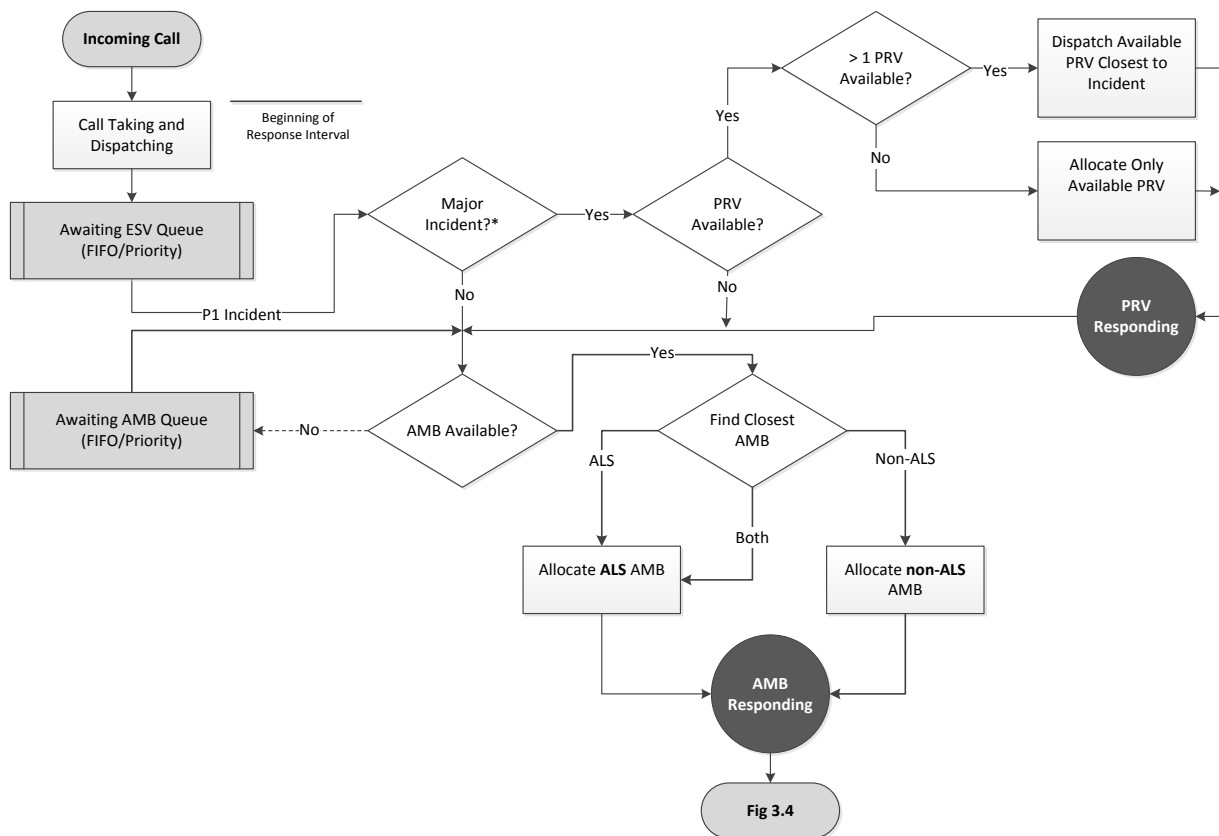 Incoming Call
Call Taking and
Dispatching
Beginning of
Response Interval
Awaiting ESV Queue
(FIFO/Priority)
P1 Incident
Major
Incident?*
Yes
No
PRV
Available?
Yes
No
> 1 PRV
Available?
Yes
No
Dispatch Available
PRV Closest to
Incident
Allocate Only
Available PRV
PRV
Responding
Awaiting AMB Queue
(FIFO/Priority)
No
AMB Available?
Yes
Find Closest
AMB
ALS
Non-ALS
Both
Allocate ALS AMB
Allocate non-ALS
AMB
AMB
Responding
Fig 3.4